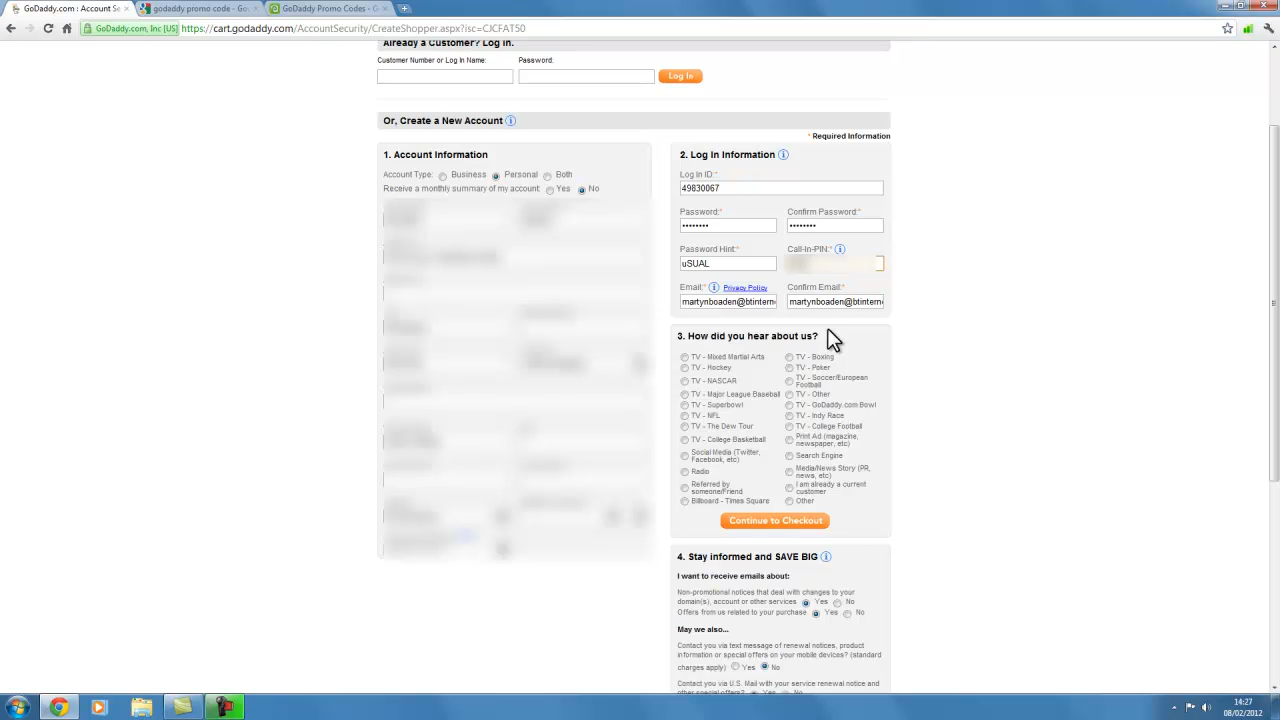 GoDaddy.com : Account Se
godaddy promo code - Go
GoDaddy Promo Codes - G
GoDaddy.com, Inc [US] https://cart.godaddy.com/AccountSecurity/CreateShopper.aspx?isc=CJCFAT50
Already a Customer? Log In.
Customer Number or Log In Name: Password:
Log In
Or, Create a New Account
* Required Information
1. Account Information
Account Type: Business Personal Both
Receive a monthly summary of my account: Yes No
2. Log In Information
Log in ID:*
49830067
Password:* Confirm Password:*
•••••••• ••••••••
Password Hint:* Call-In-PIN:*
uSUAL
Email:* Privacy Policy Confirm Email:*
martynboaden@btintern martynboaden@btintern
3. How did you hear about us?
TV - Mixed Martial Arts TV - Boxing
TV - Hockey TV - Poker
TV - NASCAR TV - Soccer/European
Football
TV - Major League Baseball TV - Other
TV - Superbowl TV - GoDaddy.com Bowl
TV - NFL TV - Indy Race
TV - The Dew Tour TV - College Football
TV - College Basketball Print Ad (magazine,
newspaper, etc)
Social Media (Twitter,
Facebook, etc) Search Engine
Radio Media/News Story (PR,
news, etc)
Referred by
someone/Friend I am already a current
customer
Billboard - Times Square Other
Continue to Checkout
4. Stay informed and SAVE BIG
I want to receive emails about:
Non-promotional notices that deal with changes to your
domain(s), account or other services Yes No
Offers from us related to your purchase Yes No
May we also...
Contact you via text message of renewal notices, product
information or special offers on your mobile devices? (standard
charges apply) Yes No
Contact you via U.S. Mail with your service renewal notice and
other special offers? Yes No
14:27
08/02/2012